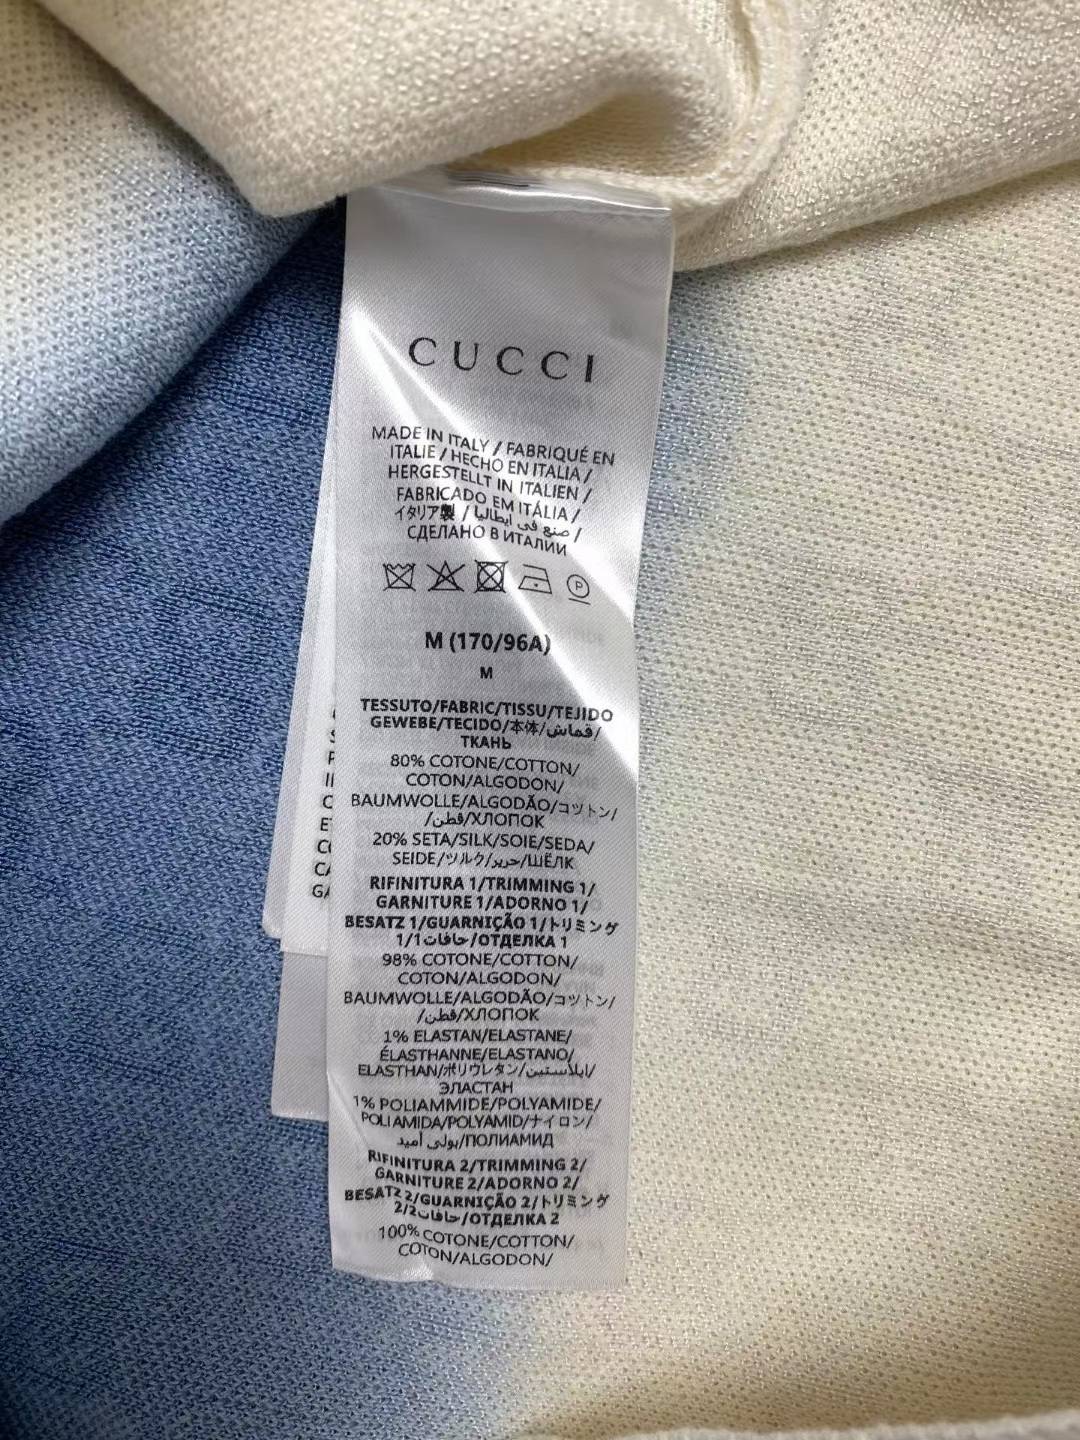 CUCCI
MADE IN ITALY / FABRIQUÉ EN
ITALIE / HECHO EN ITALIA /
HERGESTELLT IN ITALIEN /
FABRICADO EM ITÁLIA /
イタリア製 / صنع في ايطاليا /
СДЕЛАНО В ИТАЛИИ
P
M (170/96A)
M
TESSUTO/FABRIC/TISSU/TEJIDO
GEWEBE/TECIDO/本体/قماش/
ТКАНЬ
80% COTONE/COTTON/
COTON/ALGODON/
BAUMWOLLE/ALGODÃO/コットン/
/قطن/ХЛОПОК
20% SETA/SILK/SOIE/SEDA/
SEIDE/ツルク/حرير/ШЁЛК
RIFINITURA 1/TRIMMING 1/
GARNITURE 1/ADORNO 1/
BESATZ 1/GUARNIÇÃO 1/トリミング
1/1حافات/ОТДЕЛКА 1
98% COTONE/COTTON/
COTON/ALGODON/
BAUMWOLLE/ALGODÃO/コットン/
/قطن/ХЛОПОК
1% ELASTAN/ELASTANE/
ÉLASTHANNE/ELASTANO/
ELASTHAN/ポリウレタン/ايلاستين/
ЭЛАСТАН
1% POLIAMMIDE/POLYAMIDE/
POLIAMIDA/POLYAMID/ナイロン/
بولي أميد/ПОЛИАМИД
RIFINITURA 2/TRIMMING 2/
GARNITURE 2/ADORNO 2/
BESATZ 2/GUARNIÇÃO 2/トリミング
2/2حافات/ОТДЕЛКА 2
100% COTONE/COTTON/
COTON/ALGODON/